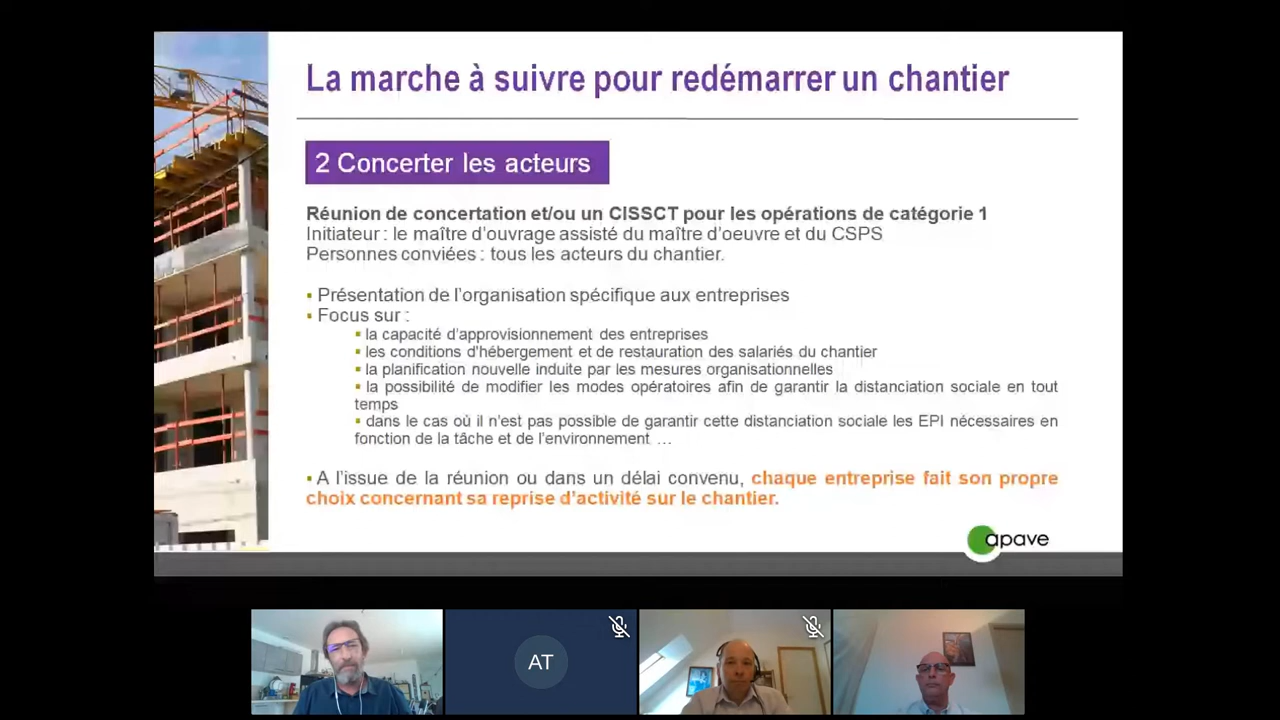 La marche à suivre pour redémarrer un chantier
2 Concerter les acteurs
Réunion de concertation et/ou un CISSCT pour les opérations de catégorie 1
Initiateur : le maître d'ouvrage assisté du maître d'oeuvre et du CSPS
Personnes conviées : tous les acteurs du chantier.
▪ Présentation de l'organisation spécifique aux entreprises
▪ Focus sur :
▪ la capacité d'approvisionnement des entreprises
▪ les conditions d'hébergement et de restauration des salariés du chantier
▪ la planification nouvelle induite par les mesures organisationnelles
▪ la possibilité de modifier les modes opératoires afin de garantir la distanciation sociale en tout
temps
▪ dans le cas où il n'est pas possible de garantir cette distanciation sociale les EPI nécessaires en
fonction de la tâche et de l'environnement ...
▪ A l'issue de la réunion ou dans un délai convenu, chaque entreprise fait son propre
choix concernant sa reprise d'activité sur le chantier.
apave
AT